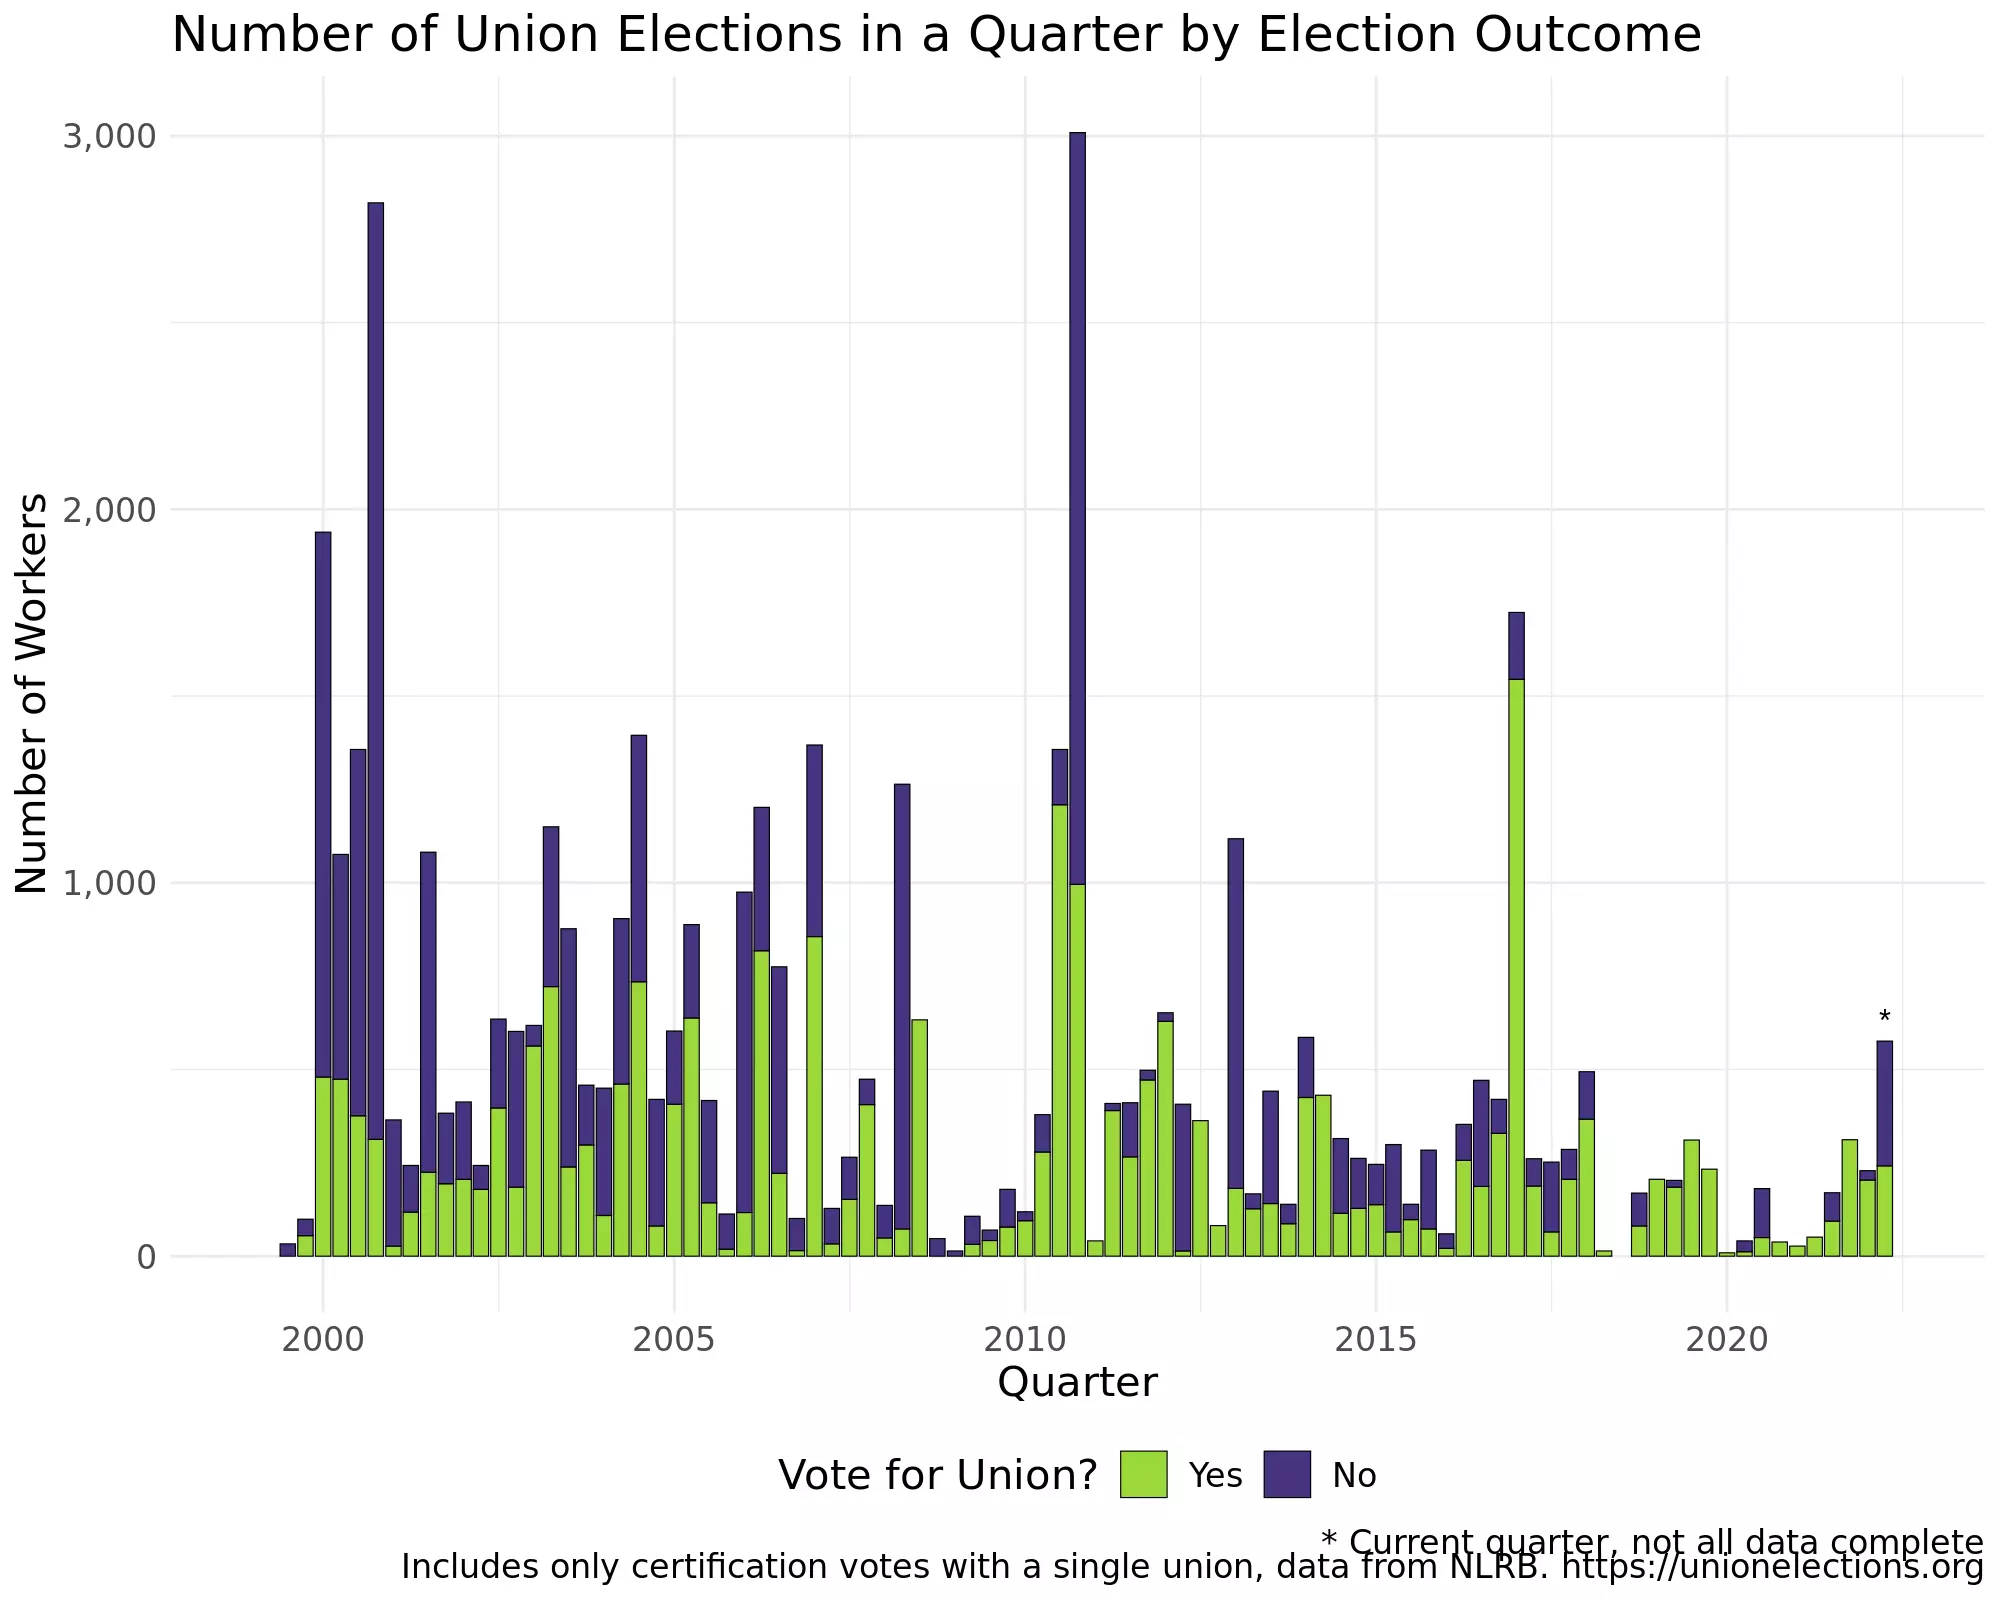 Number of Union Elections in a Quarter by Election Outcome
Number of Workers
3,000
2,000
1,000
0
2000 2005 2010 2015 2020
*
Quarter
Vote for Union? Yes No
* Current quarter, not all data complete
Includes only certification votes with a single union, data from NLRB. https://unionelections.org